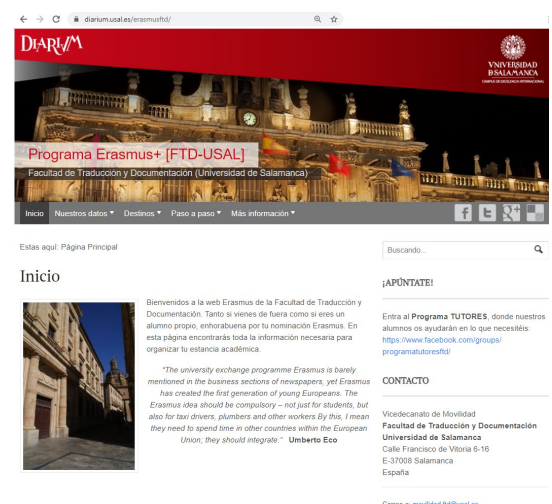 diarium.usal.es/erasmusftd/
DIARIVM
VNIVERSIDAD
D SALAMANCA
CAMPUS DE EXCELENCIA INTERNACIONAL
Programa Erasmus+ [FTD-USAL]
Facultad de Traducción y Documentación (Universidad de Salamanca)
Inicio Nuestros datos Destinos Paso a paso Más información
Estas aquí: Página Principal
Inicio
Bienvenidos a la web Erasmus de la Facultad de Traducción y
Documentación. Tanto si vienes de fuera como si eres un
alumno propio, enhorabuena por tu nominación Erasmus. En
esta página encontrarás toda la información necesaria para
organizar tu estancia académica.
"The university exchange programme Erasmus is barely
mentioned in the business sections of newspapers, yet Erasmus
has created the first generation of young Europeans. The
Erasmus idea should be compulsory – not just for students, but
also for taxi drivers, plumbers and other workers.By this, I mean
they need to spend time in other countries within the European
Union; they should integrate." Umberto Eco
Buscando...
¡APÚNTATE!
Entra al Programa TUTORES, donde nuestros
alumnos os ayudarán en lo que necesitéis:
https://www.facebook.com/groups/
programatutoresftd/
CONTACTO
Vicedecanato de Movilidad
Facultad de Traducción y Documentación
Universidad de Salamanca
Calle Francisco de Vitoria 6-16
E-37008 Salamanca
España